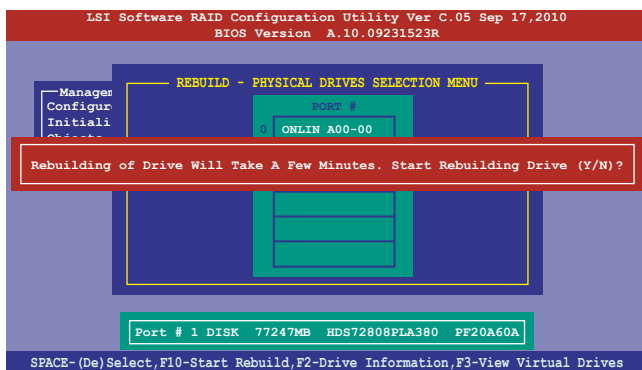 LSI Software RAID Configuration Utility Ver C.05 Sep 17,2010
BIOS Version A.10.09231523R
REBUILD - PHYSICAL DRIVES SELECTION MENU
Managem
Configur
PORT #
Initiali
0 ONLIN A00-00
Rebuilding of Drive Will Take A Few Minutes. Start Rebuilding Drive (Y/N)?
Port # 1 DISK 77247MB HDS72808PLA380 PF20A60A
SPACE-(De)Select,F10-Start Rebuild,F2-Drive Information,F3-View Virtual Drives